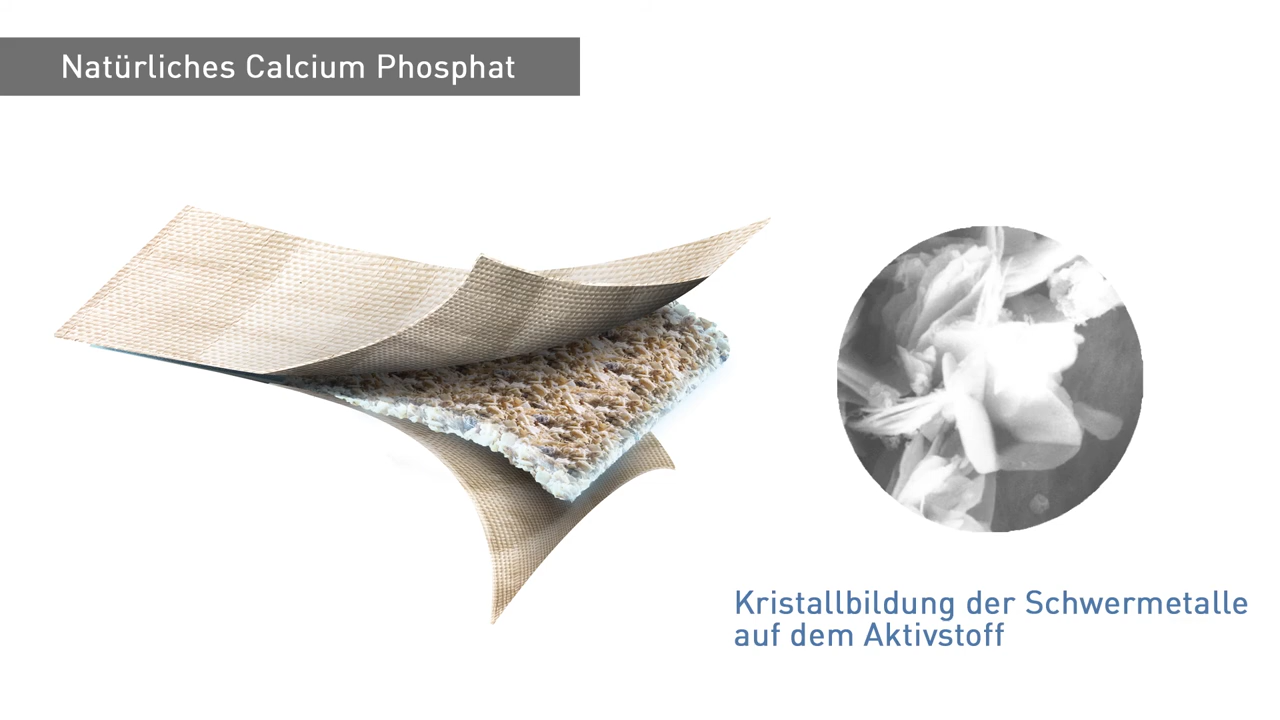 Natürliches Calcium Phosphat
Kristallbildung der Schwermetalle
auf dem Aktivstoff